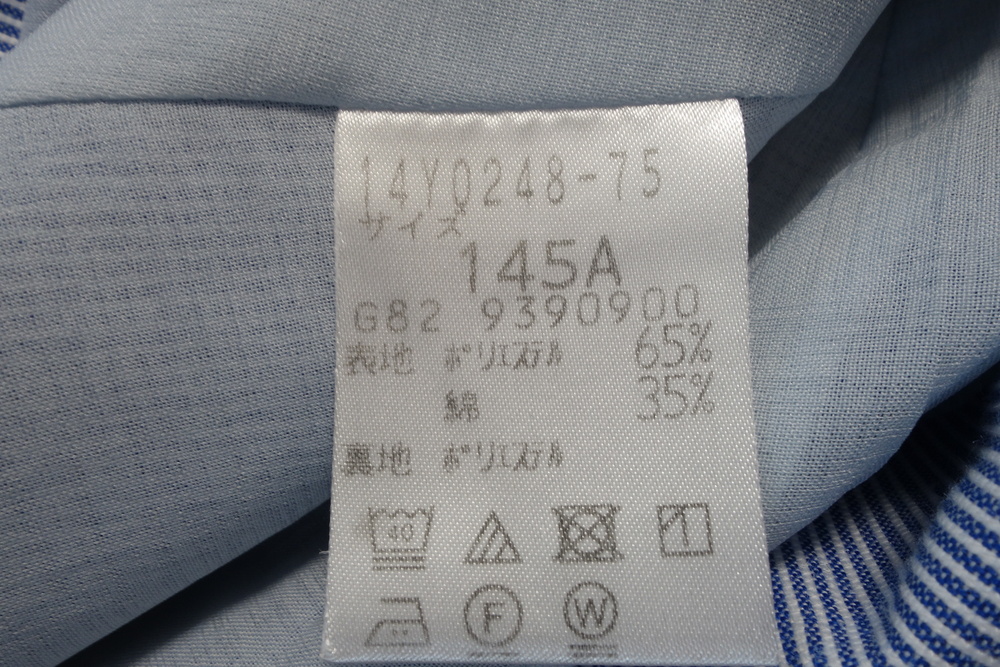 14Y0248-75
サイズ
145A
G82 9390900
表地 ポリエステル 65%
綿 35%
裏地 ポリエステル
40
F W